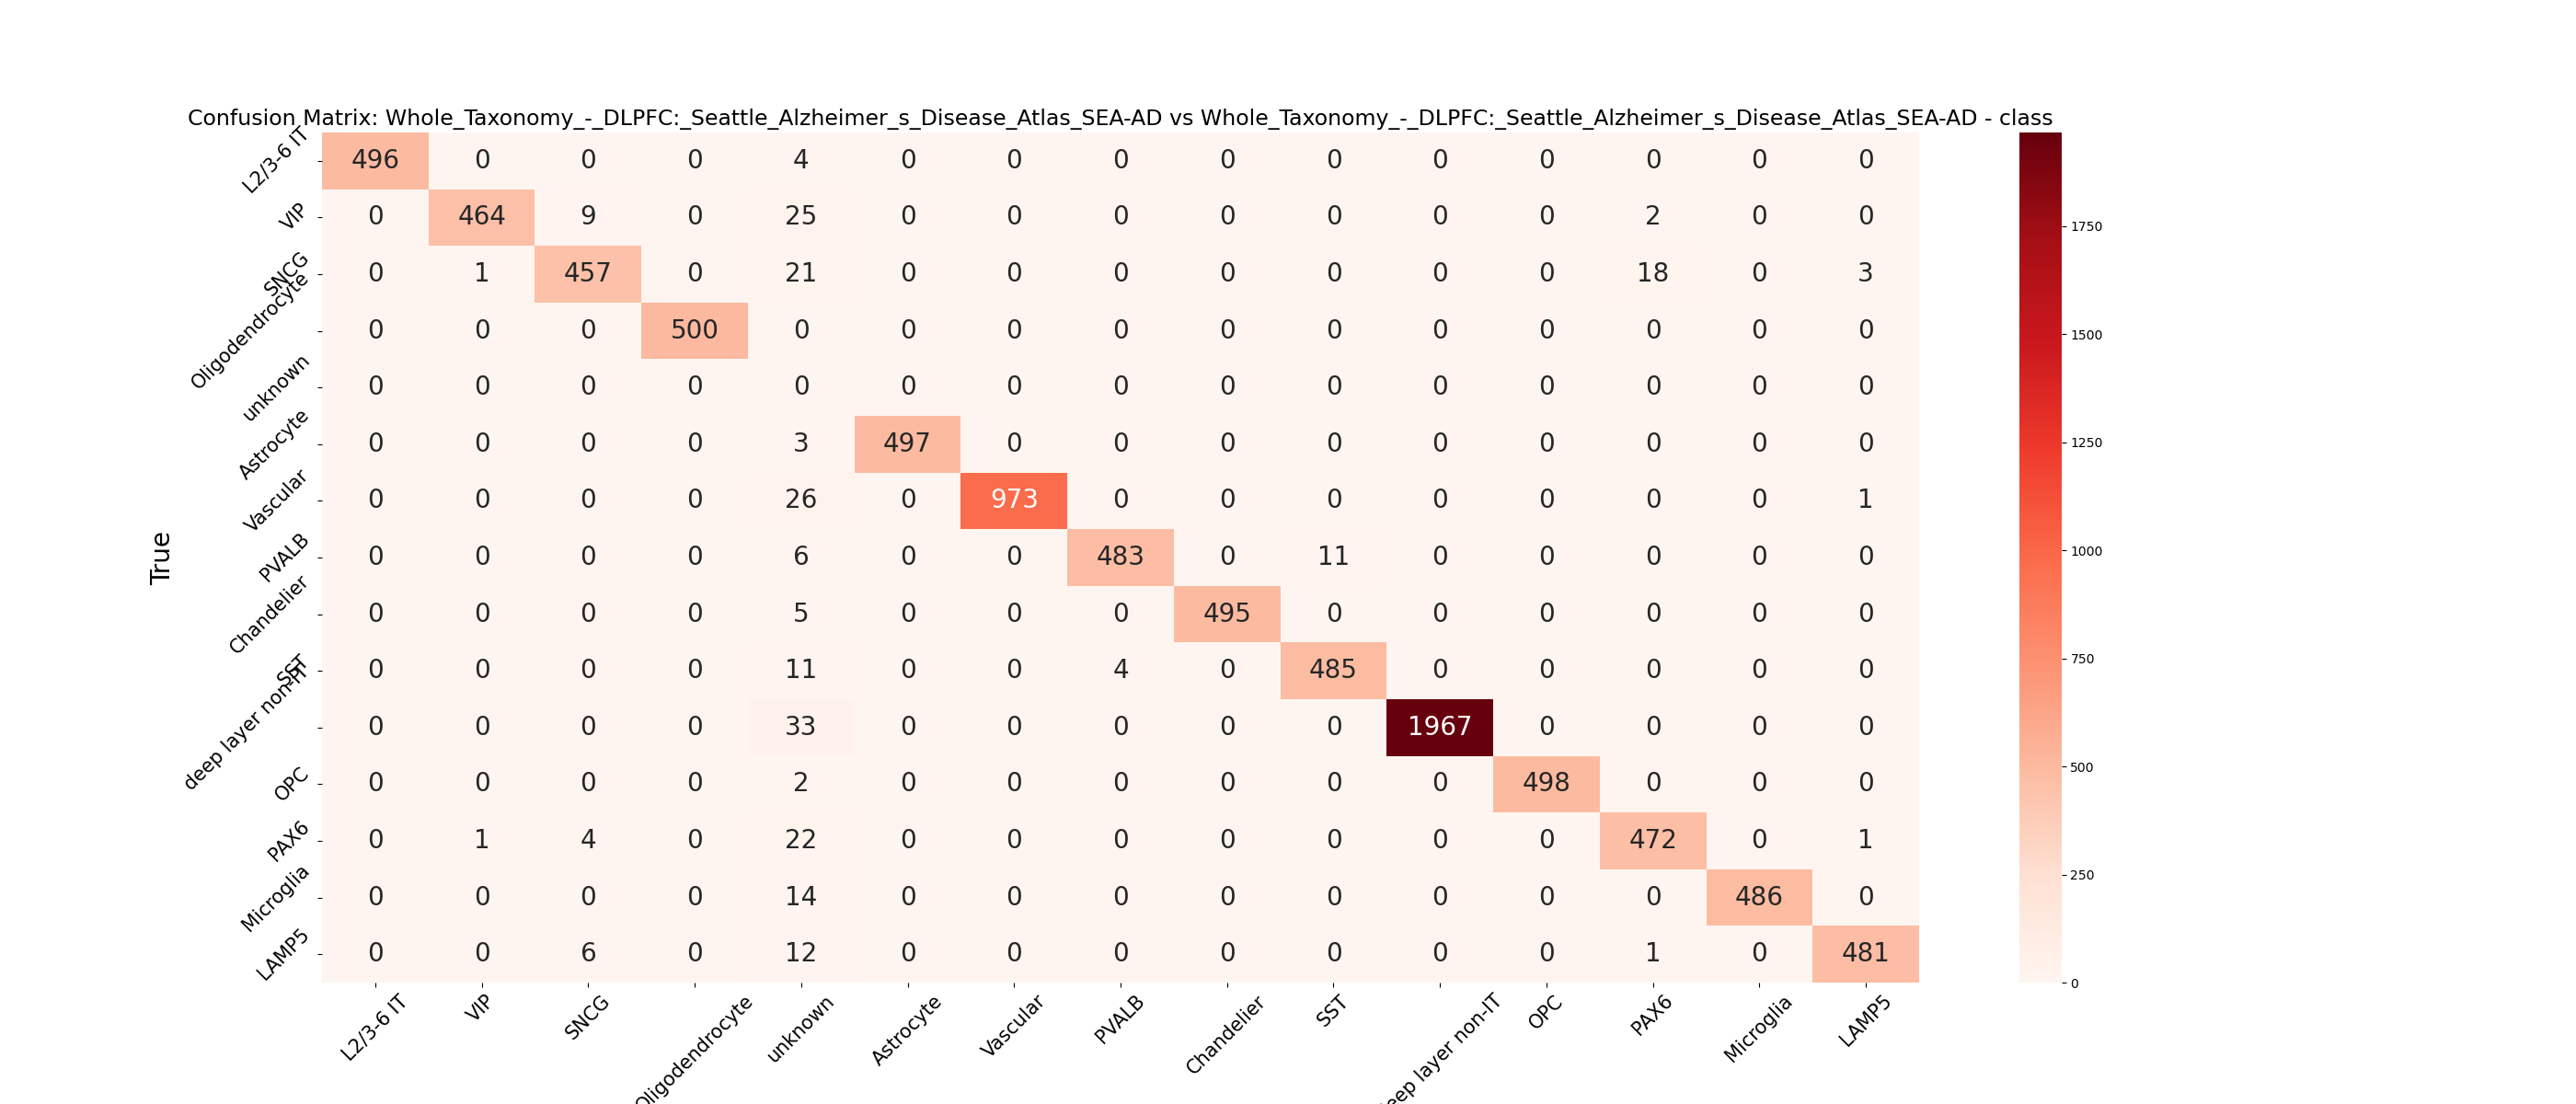 Confusion Matrix: Whole_Taxonomy_-_DLPFC:_Seattle_Alzheimer_s_Disease_Atlas_SEA-AD vs Whole_Taxonomy_-_DLPFC:_Seattle_Alzheimer_s_Disease_Atlas_SEA-AD - class
True
L2/3-6 IT 496 0 0 0 4 0 0 0 0 0 0 0 0 0 0
VIP 0 464 9 0 25 0 0 0 0 0 0 0 2 0 0
SNCG 0 1 457 0 21 0 0 0 0 0 0 0 18 0 3
Oligodendrocyte 0 0 0 500 0 0 0 0 0 0 0 0 0 0 0
unknown 0 0 0 0 0 0 0 0 0 0 0 0 0 0 0
Astrocyte 0 0 0 0 3 497 0 0 0 0 0 0 0 0 0
Vascular 0 0 0 0 26 0 973 0 0 0 0 0 0 0 1
PVALB 0 0 0 0 6 0 0 483 0 11 0 0 0 0 0
Chandelier 0 0 0 0 5 0 0 0 495 0 0 0 0 0 0
SST 0 0 0 0 11 0 0 4 0 485 0 0 0 0 0
deep layer non-IT 0 0 0 0 33 0 0 0 0 0 1967 0 0 0 0
OPC 0 0 0 0 2 0 0 0 0 0 0 498 0 0 0
PAX6 0 1 4 0 22 0 0 0 0 0 0 0 472 0 1
Microglia 0 0 0 0 14 0 0 0 0 0 0 0 0 486 0
LAMP5 0 0 6 0 12 0 0 0 0 0 0 0 1 0 481
L2/3-6 IT VIP SNCG Oligodendrocyte unknown Astrocyte Vascular PVALB Chandelier SST layer non-IT OPC PAX6 Microglia LAMP5
1750
1500
1250
1000
750
500
250
0